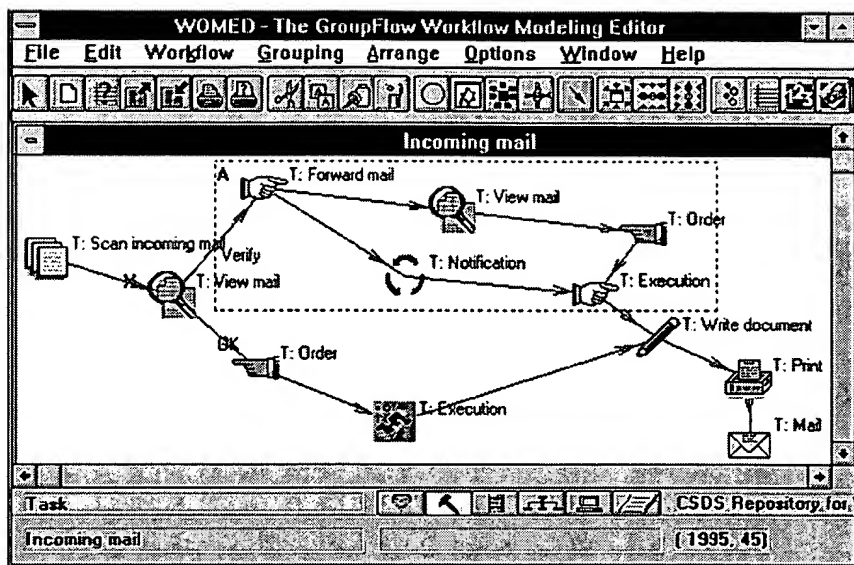 WOMED - The GroupFlow Workflow Modeling Editor
File Edit Workflow Grouping Arrange Options Window Help
Incoming mail
A
T: Forward mail
T: View mail
T: Order
T: Scan incoming mail
Verify
T: Notification
T: View mail
T: Execution
X
T: Write document
OK
T: Order
T: Print
T: Execution
T: Mail
Task
CSDS Repository for
Incoming mail
( 1995, 45)